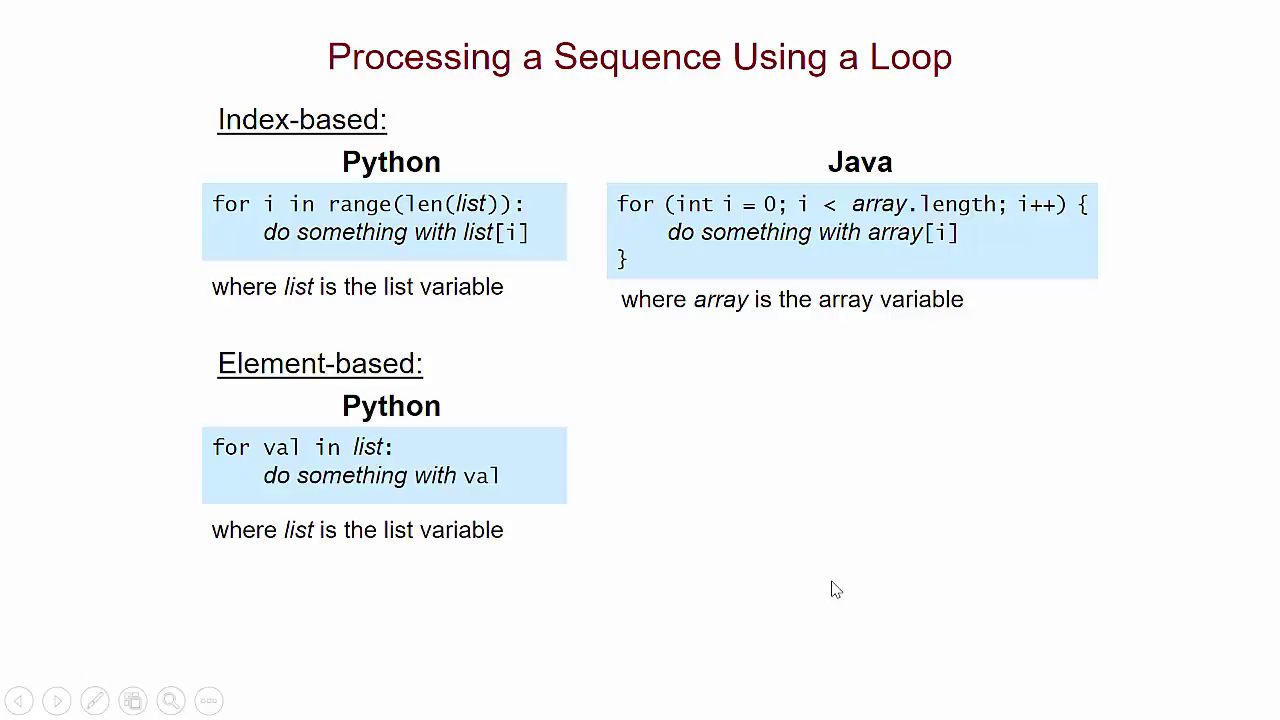 Processing a Sequence Using a Loop
Index-based:
Python
for i in range(len(list)):
do something with list[i]
where list is the list variable
Java
for (int i = 0; i < array.length; i++) {
do something with array[i]
}
where array is the array variable
Element-based:
Python
for val in list:
do something with val
where list is the list variable